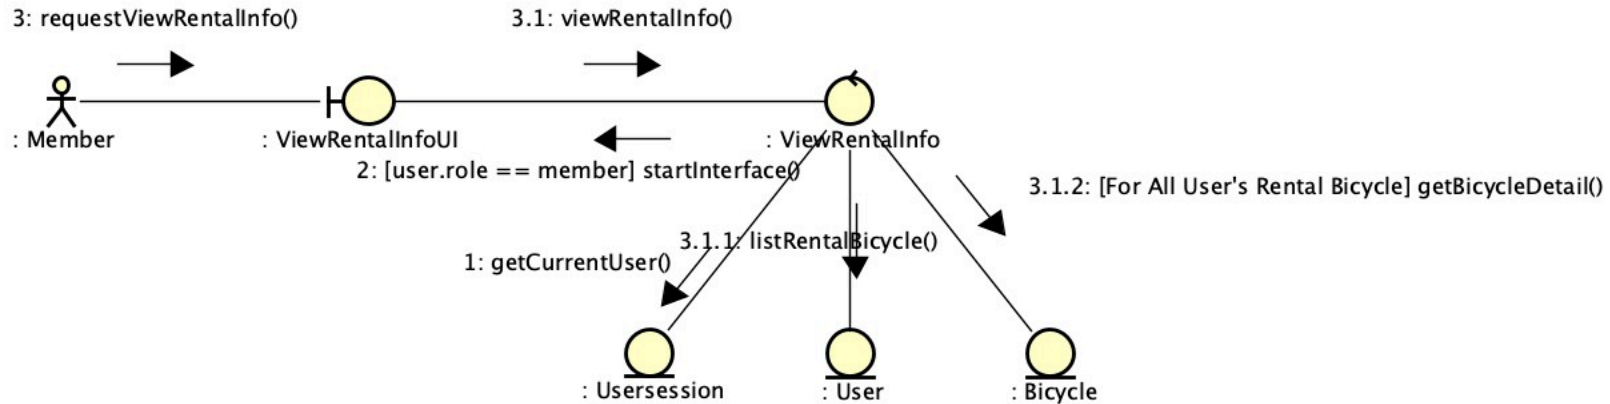 3: requestViewRentalInfo()
3.1: viewRentalInfo()
: Member
: ViewRentalInfoUI
: ViewRentalInfo
2: [user.role == member] startInterface()
3.1.2: [For All User's Rental Bicycle] getBicycleDetail()
3.1.1: listRentalBicycle()
1: getCurrentUser()
: Usersession
: User
: Bicycle